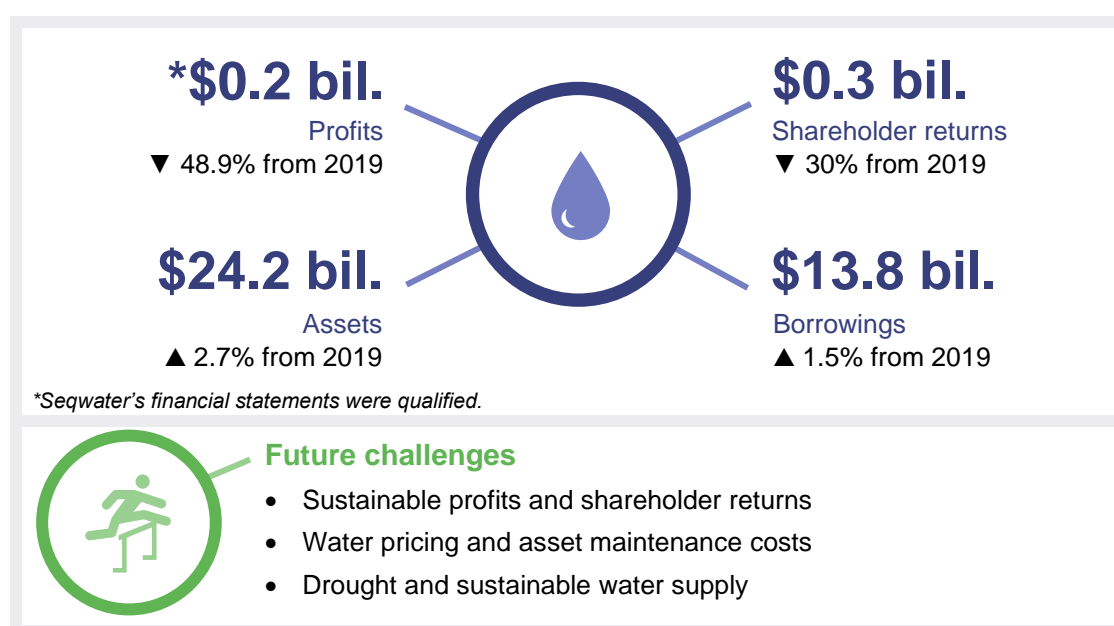 *$0.2 bil.
Profits
▼ 48.9% from 2019
$0.3 bil.
Shareholder returns
▼ 30% from 2019
$24.2 bil.
Assets
▲ 2.7% from 2019
$13.8 bil.
Borrowings
▲ 1.5% from 2019
*Seqwater's financial statements were qualified.
Future challenges
• Sustainable profits and shareholder returns
• Water pricing and asset maintenance costs
• Drought and sustainable water supply